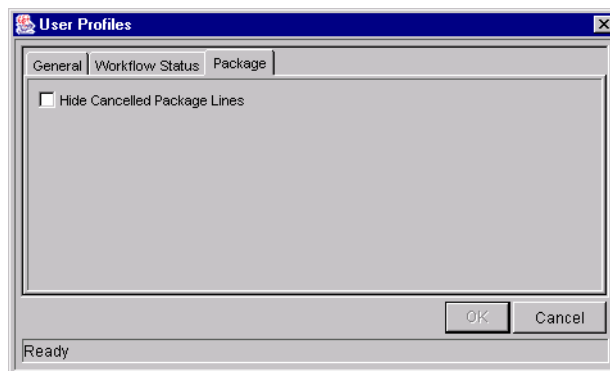 User Profiles
General Workflow Status Package
Hide Cancelled Package Lines
OK Cancel
Ready